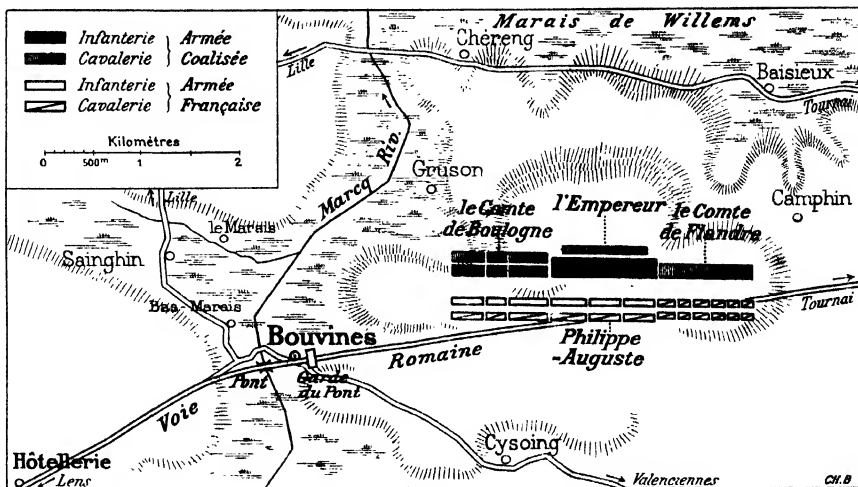 Infanterie } Armée
Cavalerie } Coalisée
Infanterie } Armée
Cavalerie } Française
Kilomètres
0 500m 1 2
Marais de Willems
Chéreng
Lille
Baisieux
Tournai
Marcq Riv.
Gruson
Camphin
le Comte
de Boulogne
l'Empereur
le Comte
de Flandre
Lille
le Marais
Sainghin
Bas-Marais
Tournai
Philippe
-Auguste
Bouvines
Romaine
Pont
Garde
du Pont
Voie
Cysoing
Hôtellerie
Lens
Valenciennes
CH.B